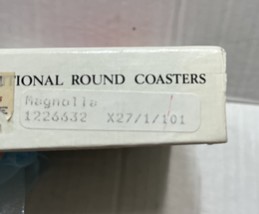 TIONAL ROUND COASTERS
Magnolia
1226632 X27/1/101